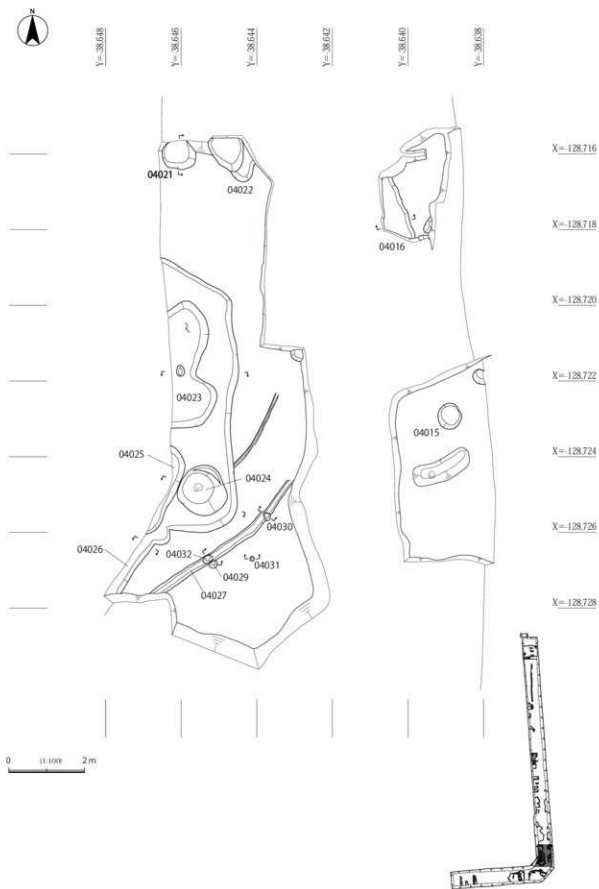 N
Y=-38,648
Y=-38,646
Y=-38,644
Y=-38,642
Y=-38,640
Y=-38,638
X=-128,716
04021
04022
X=-128,718
04016
X=-128,720
X=-128,722
04023
04015
X=-128,724
04025
04024
X=-128,726
04030
04026
04032
04031
04029
04027
X=-128,728
0 (1:100) 2 m